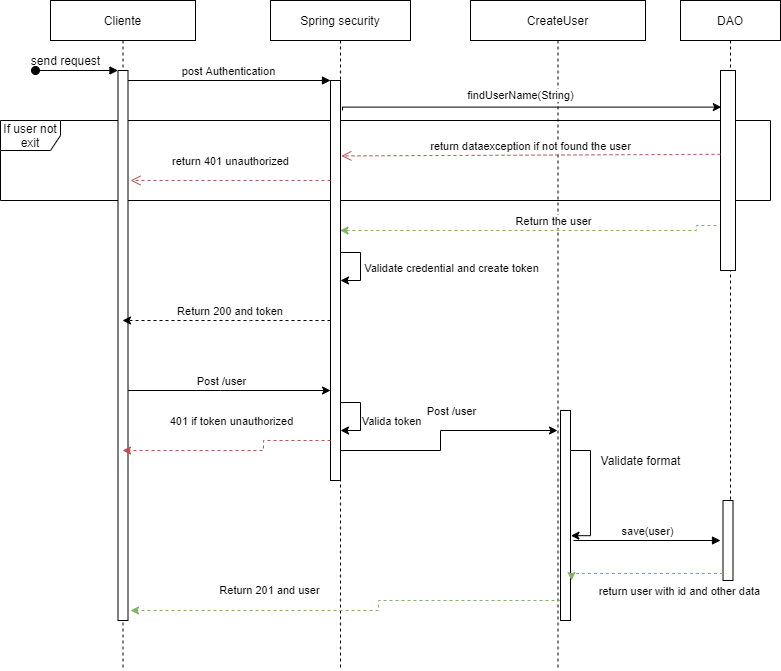 Cliente
Spring security
CreateUser
DAO
send request
post Authentication
findUserName(String)
If user not
exit
return dataexception if not found the user
return 401 unauthorized
Return the user
Validate credential and create token
Return 200 and token
Post /user
Post /user
401 if token unauthorized
Valida token
Validate format
save(user)
Return 201 and user
return user with id and other data